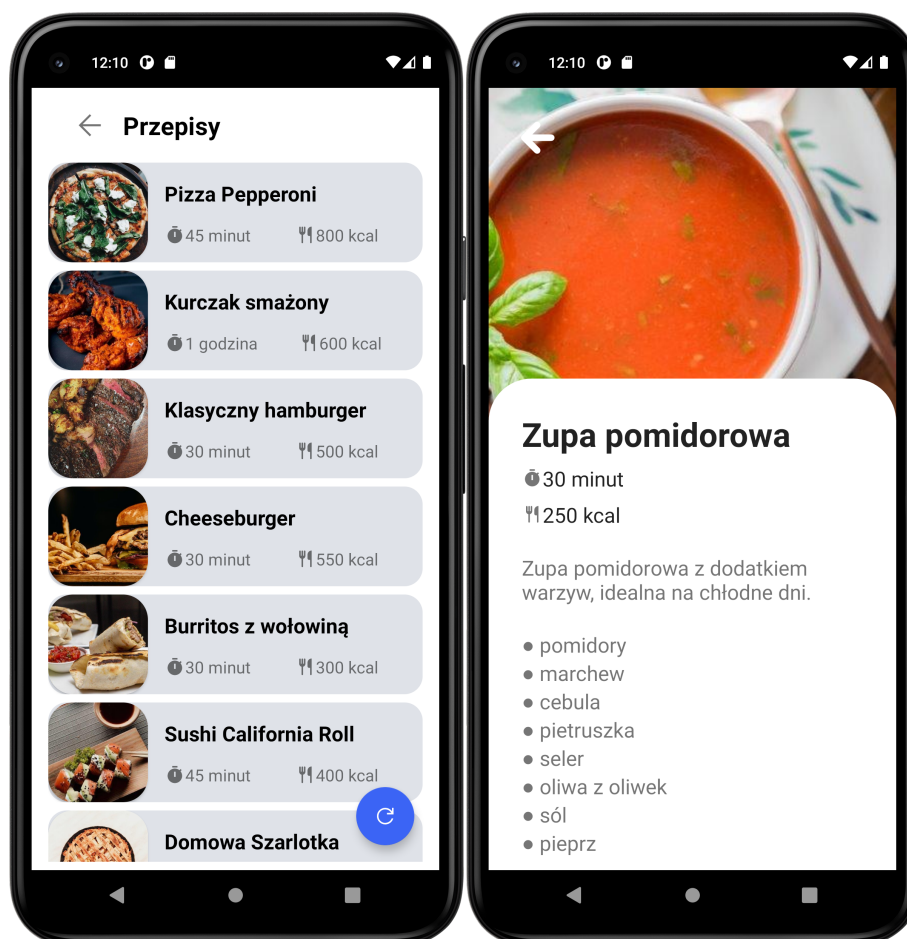 12:10
Przepisy
Pizza Pepperoni
45 minut 800 kcal
Kurczak smażony
1 godzina 600 kcal
Klasyczny hamburger
30 minut 500 kcal
Cheeseburger
30 minut 550 kcal
Burritos z wołowiną
30 minut 300 kcal
Sushi California Roll
45 minut 400 kcal
Domowa Szarlotka
12:10
Zupa pomidorowa
30 minut
250 kcal
Zupa pomidorowa z dodatkiem
warzyw, idealna na chłodne dni.
● pomidory
● marchew
● cebula
● pietruszka
● seler
● oliwa z oliwek
● sól
● pieprz